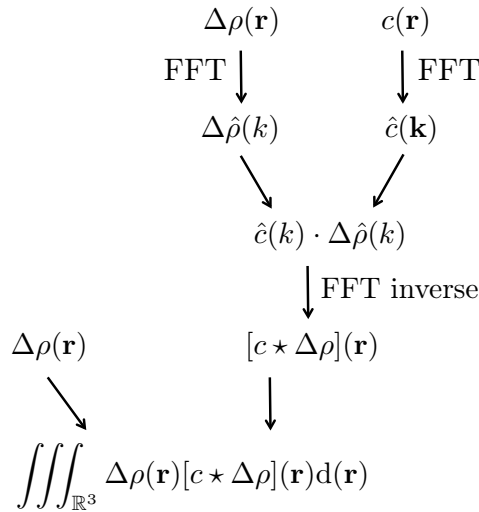 Δρ(𝐫) c(𝐫)
FFT FFT
Δρ̂(k) ĉ(𝐤)
ĉ(k) · Δρ̂(k)
FFT inverse
Δρ(𝐫) [c ⋆ Δρ](𝐫)
∭_ℝ³ Δρ(𝐫)[c ⋆ Δρ](𝐫)d(𝐫)